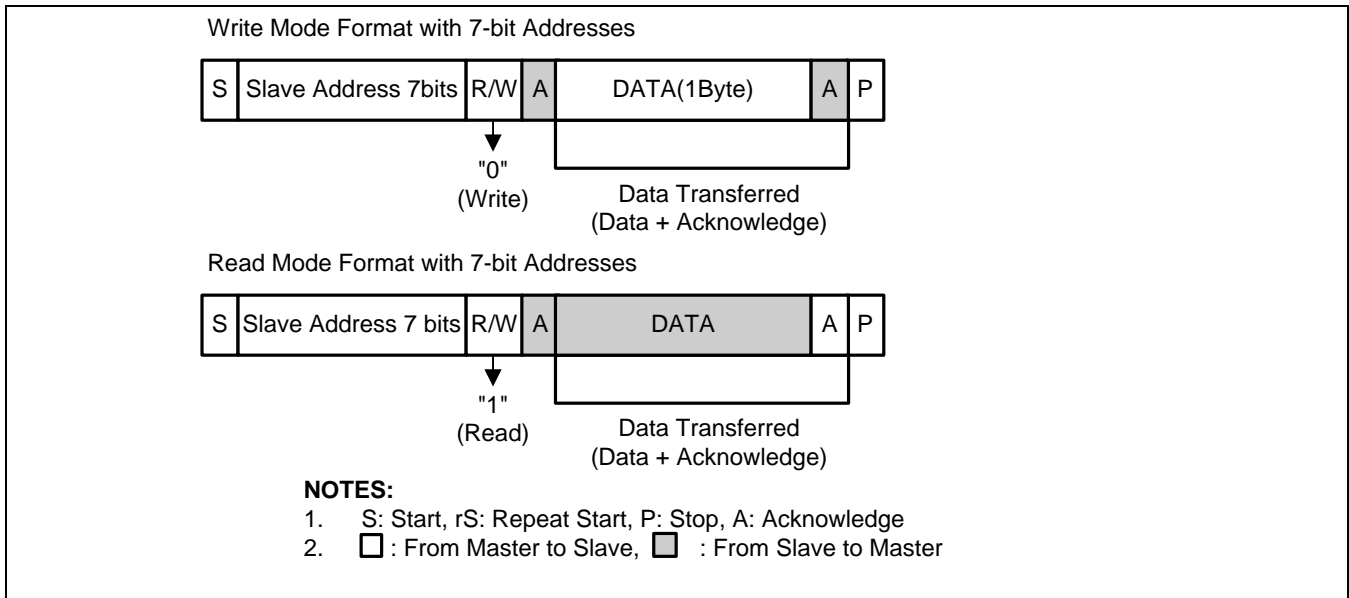 Write Mode Format with 7-bit Addresses
S Slave Address 7bits R/W A DATA(1Byte) A P
"0"
(Write)
Data Transferred
(Data + Acknowledge)
Read Mode Format with 7-bit Addresses
S Slave Address 7 bits R/W A DATA A P
"1"
(Read)
Data Transferred
(Data + Acknowledge)
NOTES:
1. S: Start, rS: Repeat Start, P: Stop, A: Acknowledge
2. : From Master to Slave, : From Slave to Master